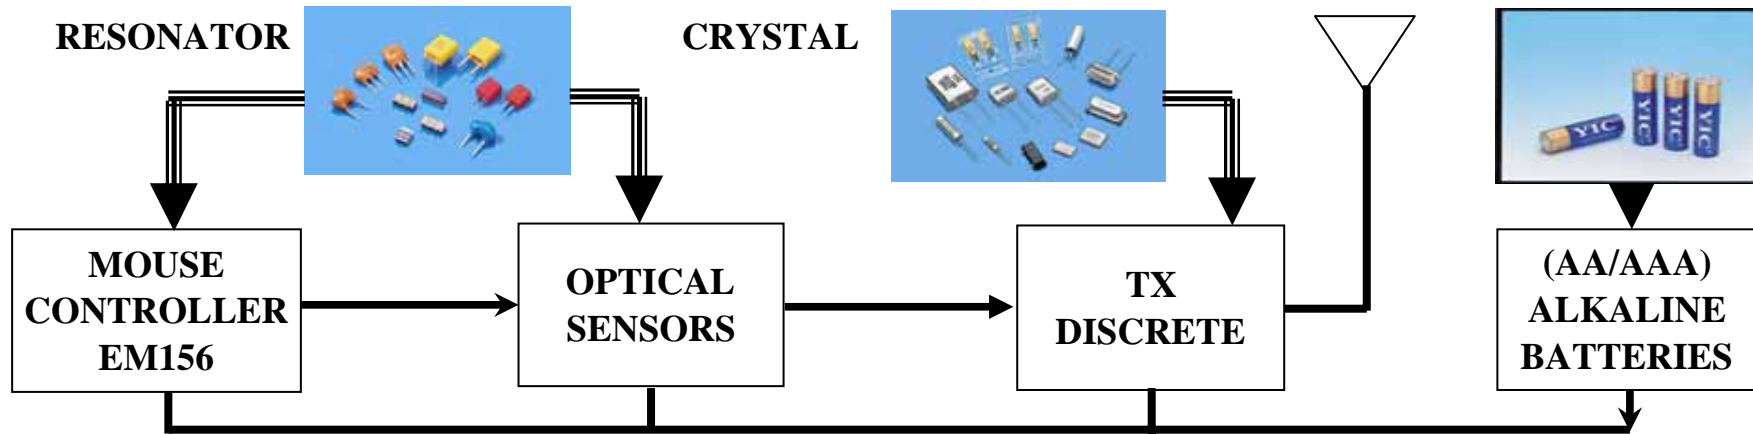 RESONATOR
CRYSTAL
MOUSE
CONTROLLER
EM156
OPTICAL
SENSORS
TX
DISCRETE
(AA/AAA)
ALKALINE
BATTERIES
YIC
YIC
YIC
YIC